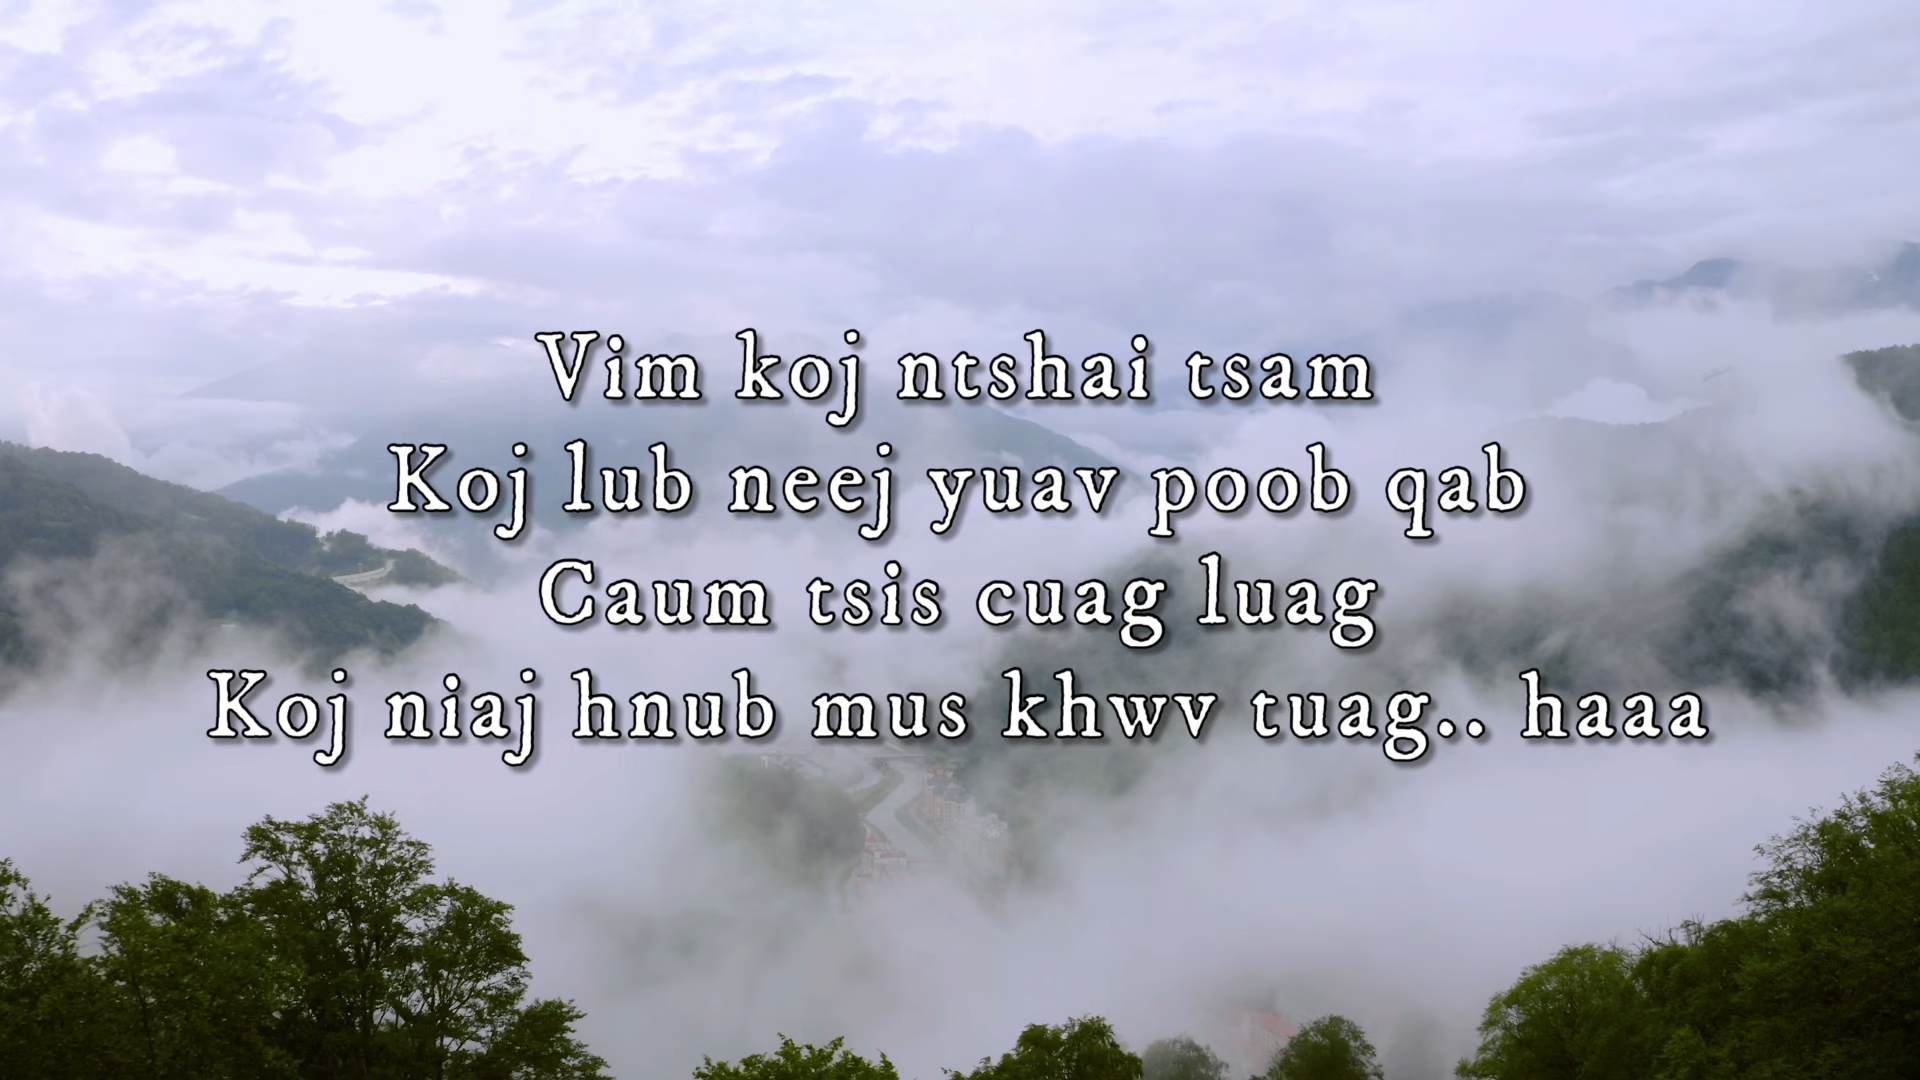 Vim koj ntshai tsam
Koj lub neej yuav poob qab
Caum tsis cuag luag
Koj niaj hnub mus khwv tuag.. haaa